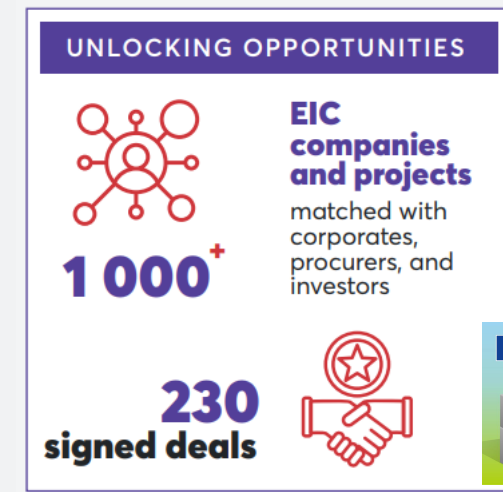 UNLOCKING OPPORTUNITIES
1 000+
EIC
companies
and projects
matched with
corporates,
procurers, and
investors
230
signed deals